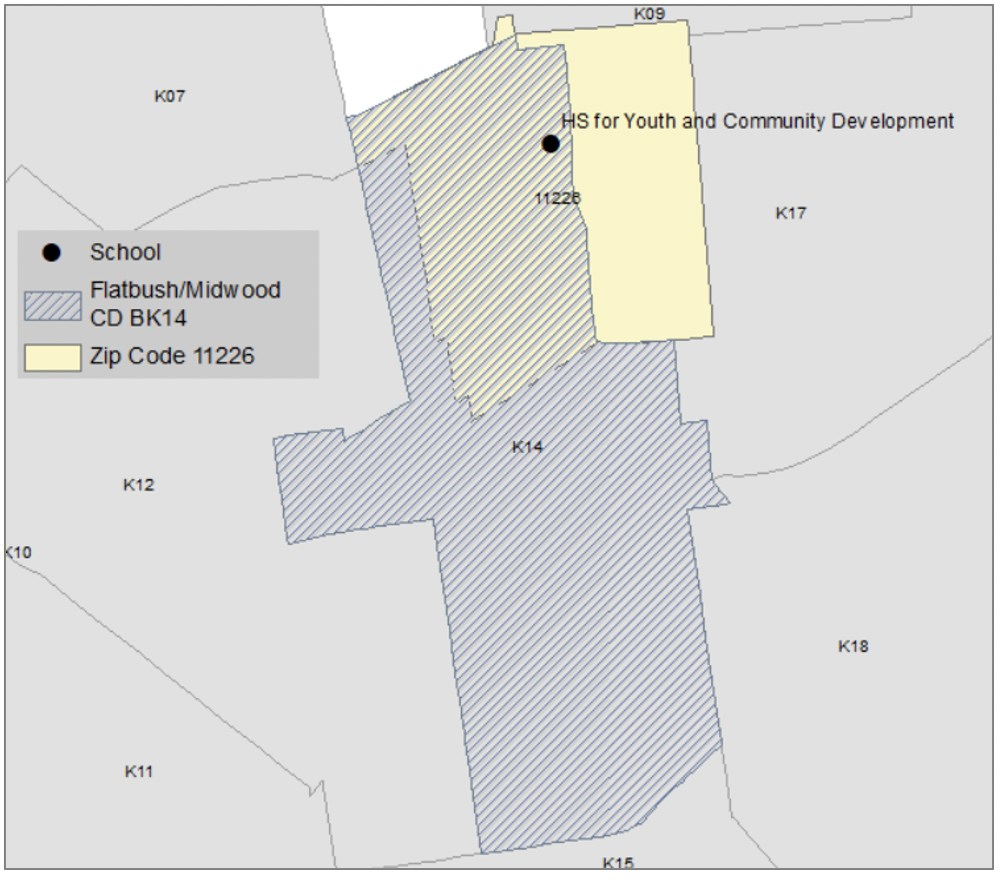 K09
K07
HS for Youth and Community Development
11226
K17
School
Flatbush/Midwood
CD BK14
Zip Code 11226
K14
K12
K10
K18
K11
K15